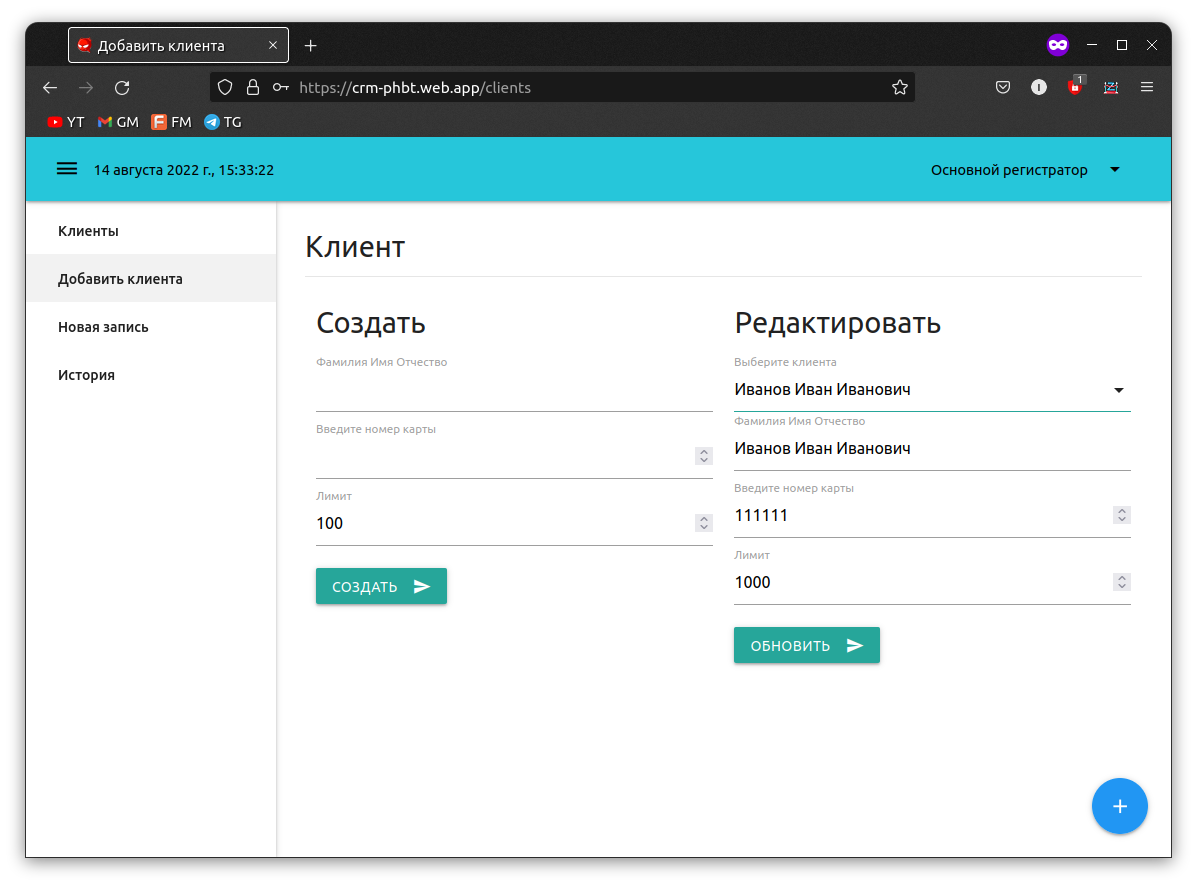 Добавить клиента
https://crm-phbt.web.app/clients
1
YT GM FM TG
14 августа 2022 г., 15:33:22
Основной регистратор
Клиенты
Добавить клиента
Новая запись
История
Клиент
Создать
Фамилия Имя Отчество
Введите номер карты
Лимит
100
СОЗДАТЬ
Редактировать
Выберите клиента
Иванов Иван Иванович
Фамилия Имя Отчество
Иванов Иван Иванович
Введите номер карты
111111
Лимит
1000
ОБНОВИТЬ